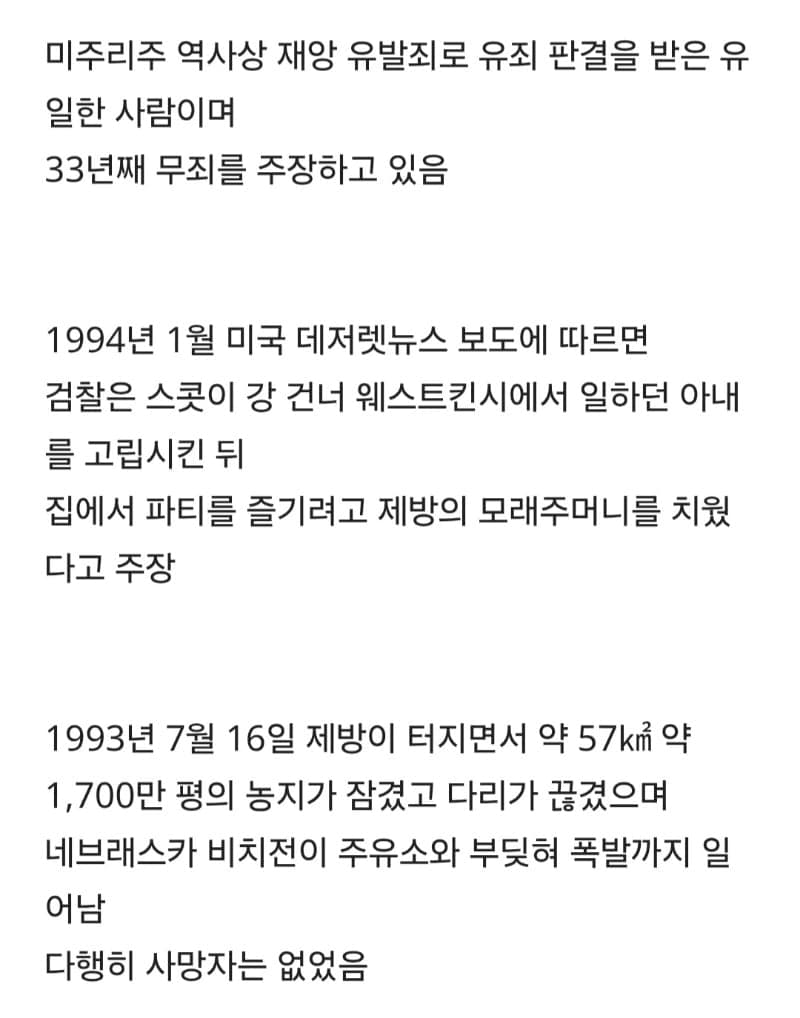 미주리주 역사상 재앙 유발죄로 유죄 판결을 받은 유
일한 사람이며
33년째 무죄를 주장하고 있음
1994년 1월 미국 데저렛뉴스 보도에 따르면
검찰은 스콧이 강 건너 웨스트퀸시에서 일하던 아내
를 고립시킨 뒤
집에서 파티를 즐기려고 제방의 모래주머니를 치웠
다고 주장
1993년 7월 16일 제방이 터지면서 약 57㎢ 약
1,700만 평의 농지가 잠겼고 다리가 끊겼으며
네브래스카 비치전이 주유소와 부딪혀 폭발까지 일
어남
다행히 사망자는 없었음